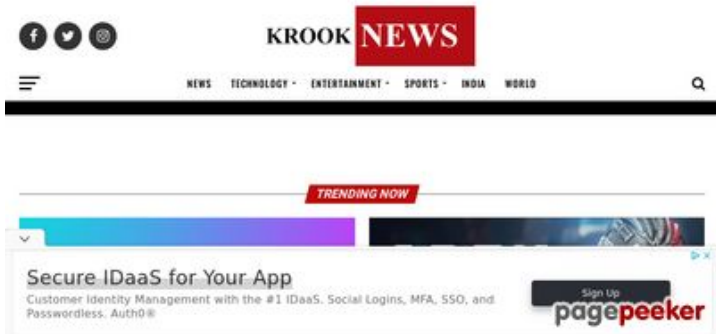 KROOK NEWS
NEWS TECHNOLOGY ENTERTAINMENT SPORTS INDIA WORLD
TRENDING NOW
Secure IDaaS for Your App
Sign Up
Customer Identity Management with the #1 IDaaS. Social Logins, MFA, SSO, and
Passwordless. Auth0®
pagepeeker